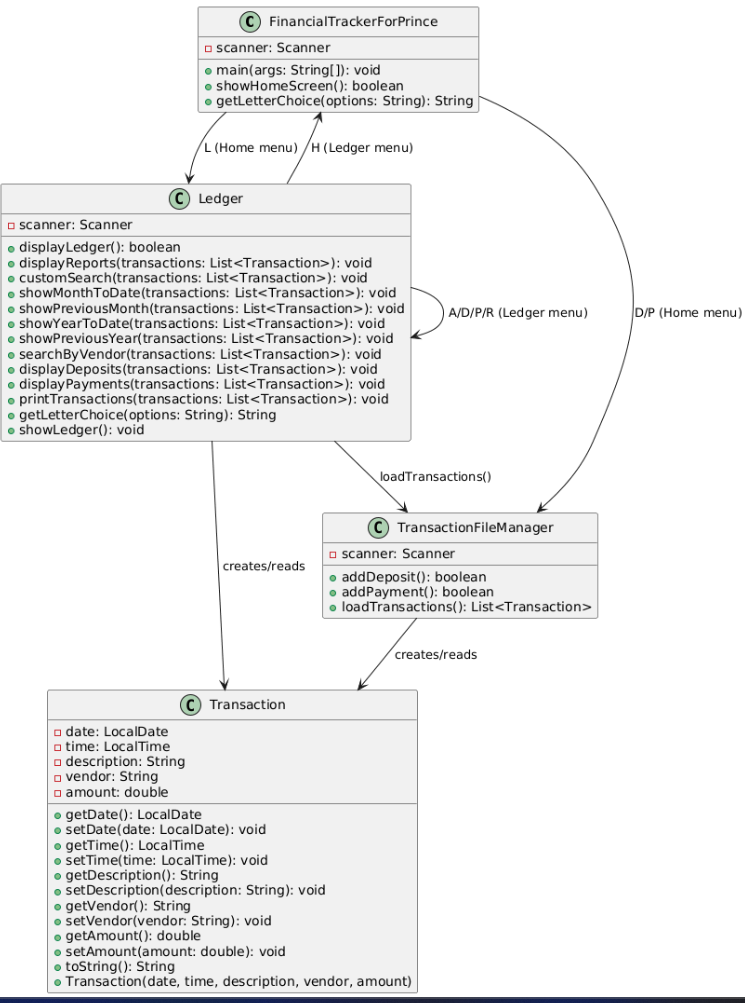 C FinancialTrackerForPrince
scanner: Scanner
main(args: String[]): void
showHomeScreen(): boolean
getLetterChoice(options: String): String
L (Home menu)
H (Ledger menu)
C Ledger
scanner: Scanner
displayLedger(): boolean
displayReports(transactions: List<Transaction>): void
customSearch(transactions: List<Transaction>): void
showMonthToDate(transactions: List<Transaction>): void
showPreviousMonth(transactions: List<Transaction>): void
showYearToDate(transactions: List<Transaction>): void
showPreviousYear(transactions: List<Transaction>): void
searchByVendor(transactions: List<Transaction>): void
displayDeposits(transactions: List<Transaction>): void
displayPayments(transactions: List<Transaction>): void
printTransactions(transactions: List<Transaction>): void
getLetterChoice(options: String): String
showLedger(): void
A/D/P/R (Ledger menu)
D/P (Home menu)
loadTransactions()
C TransactionFileManager
scanner: Scanner
addDeposit(): boolean
addPayment(): boolean
loadTransactions(): List<Transaction>
creates/reads
creates/reads
C Transaction
date: LocalDate
time: LocalTime
description: String
vendor: String
amount: double
getDate(): LocalDate
setDate(date: LocalDate): void
getTime(): LocalTime
setTime(time: LocalTime): void
getDescription(): String
setDescription(description: String): void
getVendor(): String
setVendor(vendor: String): void
getAmount(): double
setAmount(amount: double): void
toString(): String
Transaction(date, time, description, vendor, amount)